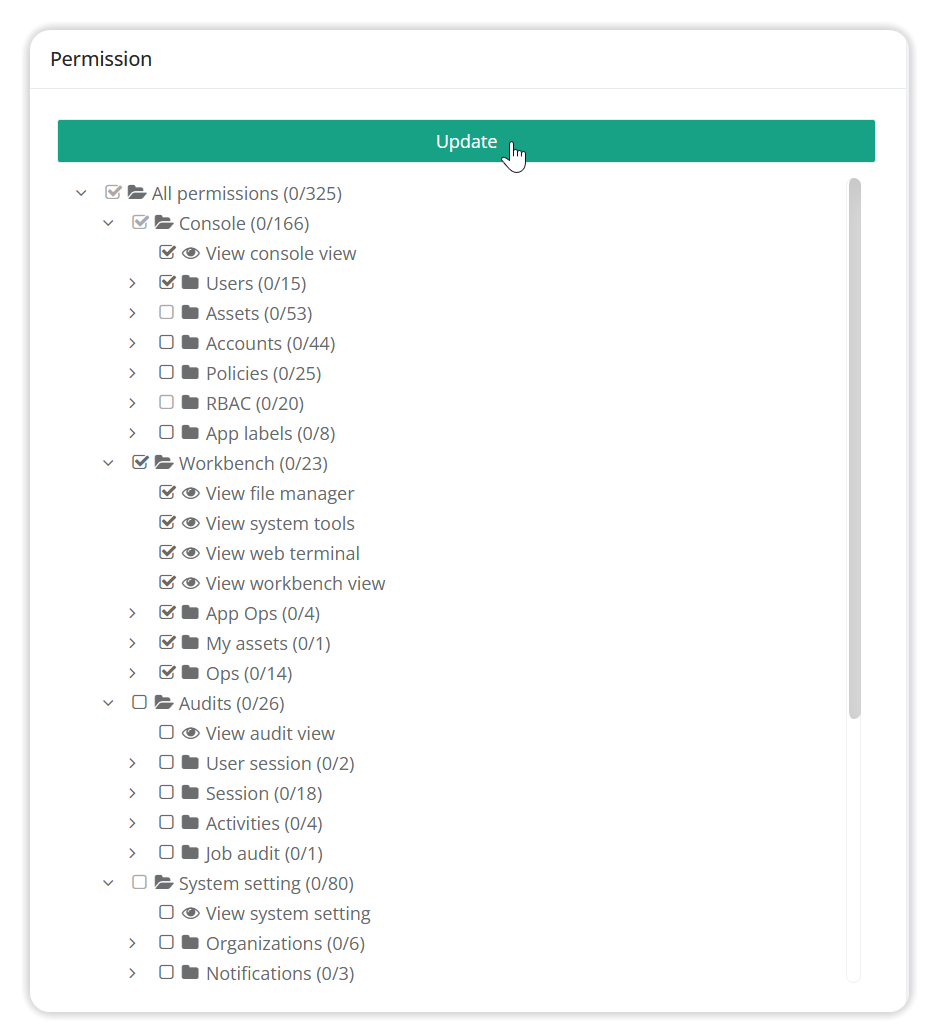 Permission
Update
All permissions (0/325)
Console (0/166)
View console view
Users (0/15)
Assets (0/53)
Accounts (0/44)
Policies (0/25)
RBAC (0/20)
App labels (0/8)
Workbench (0/23)
View file manager
View system tools
View web terminal
View workbench view
App Ops (0/4)
My assets (0/1)
Ops (0/14)
Audits (0/26)
View audit view
User session (0/2)
Session (0/18)
Activities (0/4)
Job audit (0/1)
System setting (0/80)
View system setting
Organizations (0/6)
Notifications (0/3)